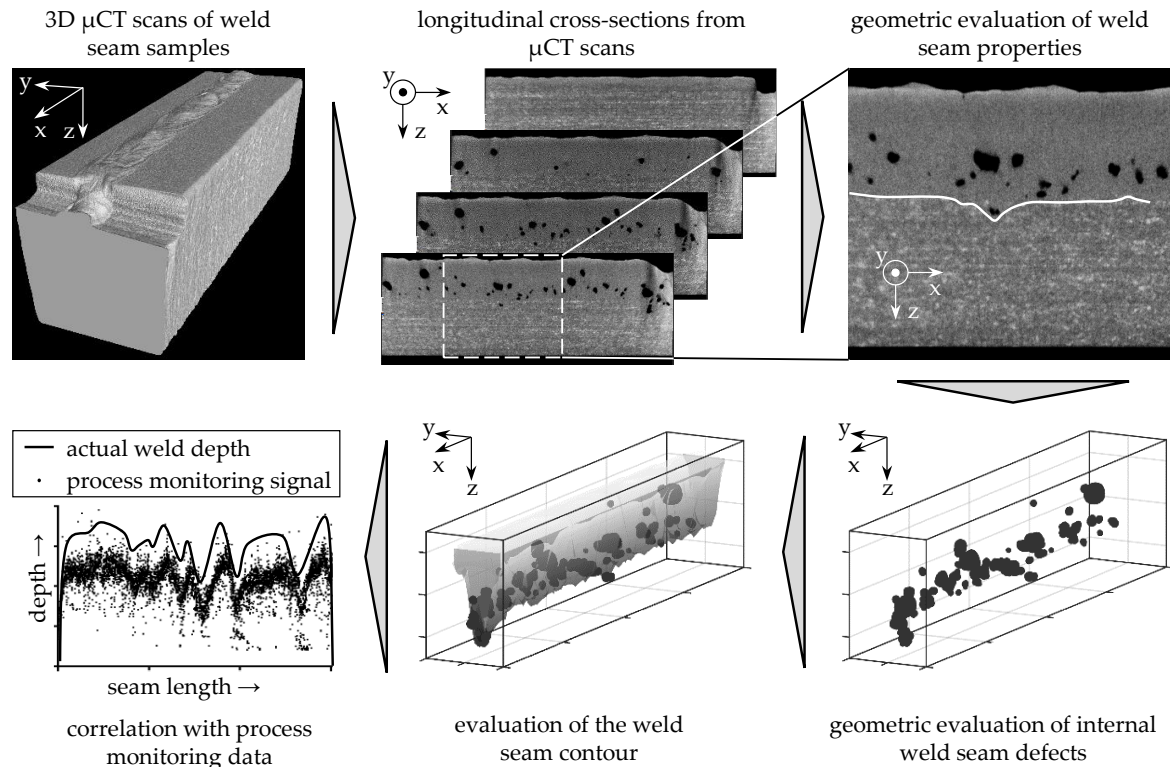 3D µCT scans of weld
seam samples
longitudinal cross-sections from
µCT scans
geometric evaluation of weld
seam properties
y
x
z
x
z
y
x
z
actual weld depth
process monitoring signal
depth →
seam length →
y
x
z
y
x
z
correlation with process
monitoring data
evaluation of the weld
seam contour
geometric evaluation of internal
weld seam defects